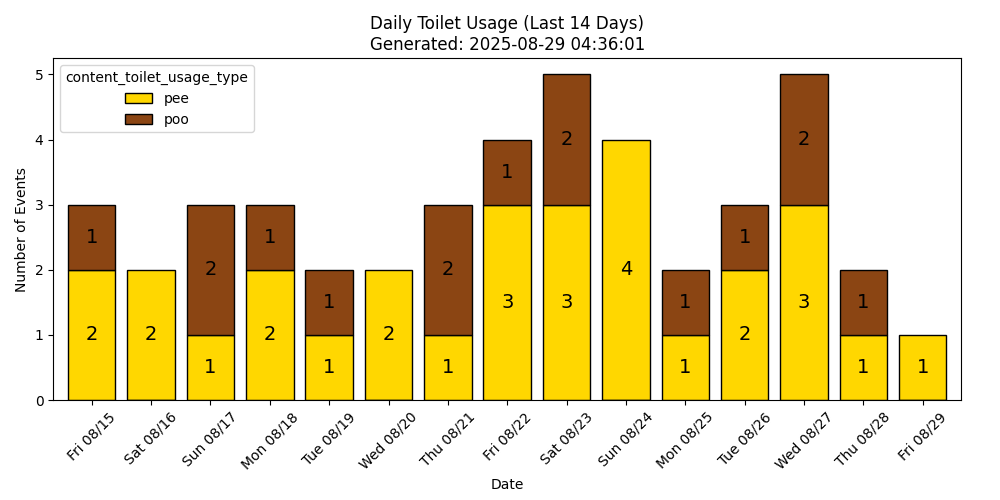 Daily Toilet Usage (Last 14 Days)
Generated: 2025-08-29 04:36:01
content_toilet_usage_type
pee
poo
Number of Events
5
4
3
2
1
0
1
2
2
2
1
1
2
1
1
2
2
1
1
3
2
3
4
1
1
1
2
2
3
1
1
1
Fri 08/15
Sat 08/16
Sun 08/17
Mon 08/18
Tue 08/19
Wed 08/20
Thu 08/21
Fri 08/22
Sat 08/23
Sun 08/24
Mon 08/25
Tue 08/26
Wed 08/27
Thu 08/28
Fri 08/29
Date